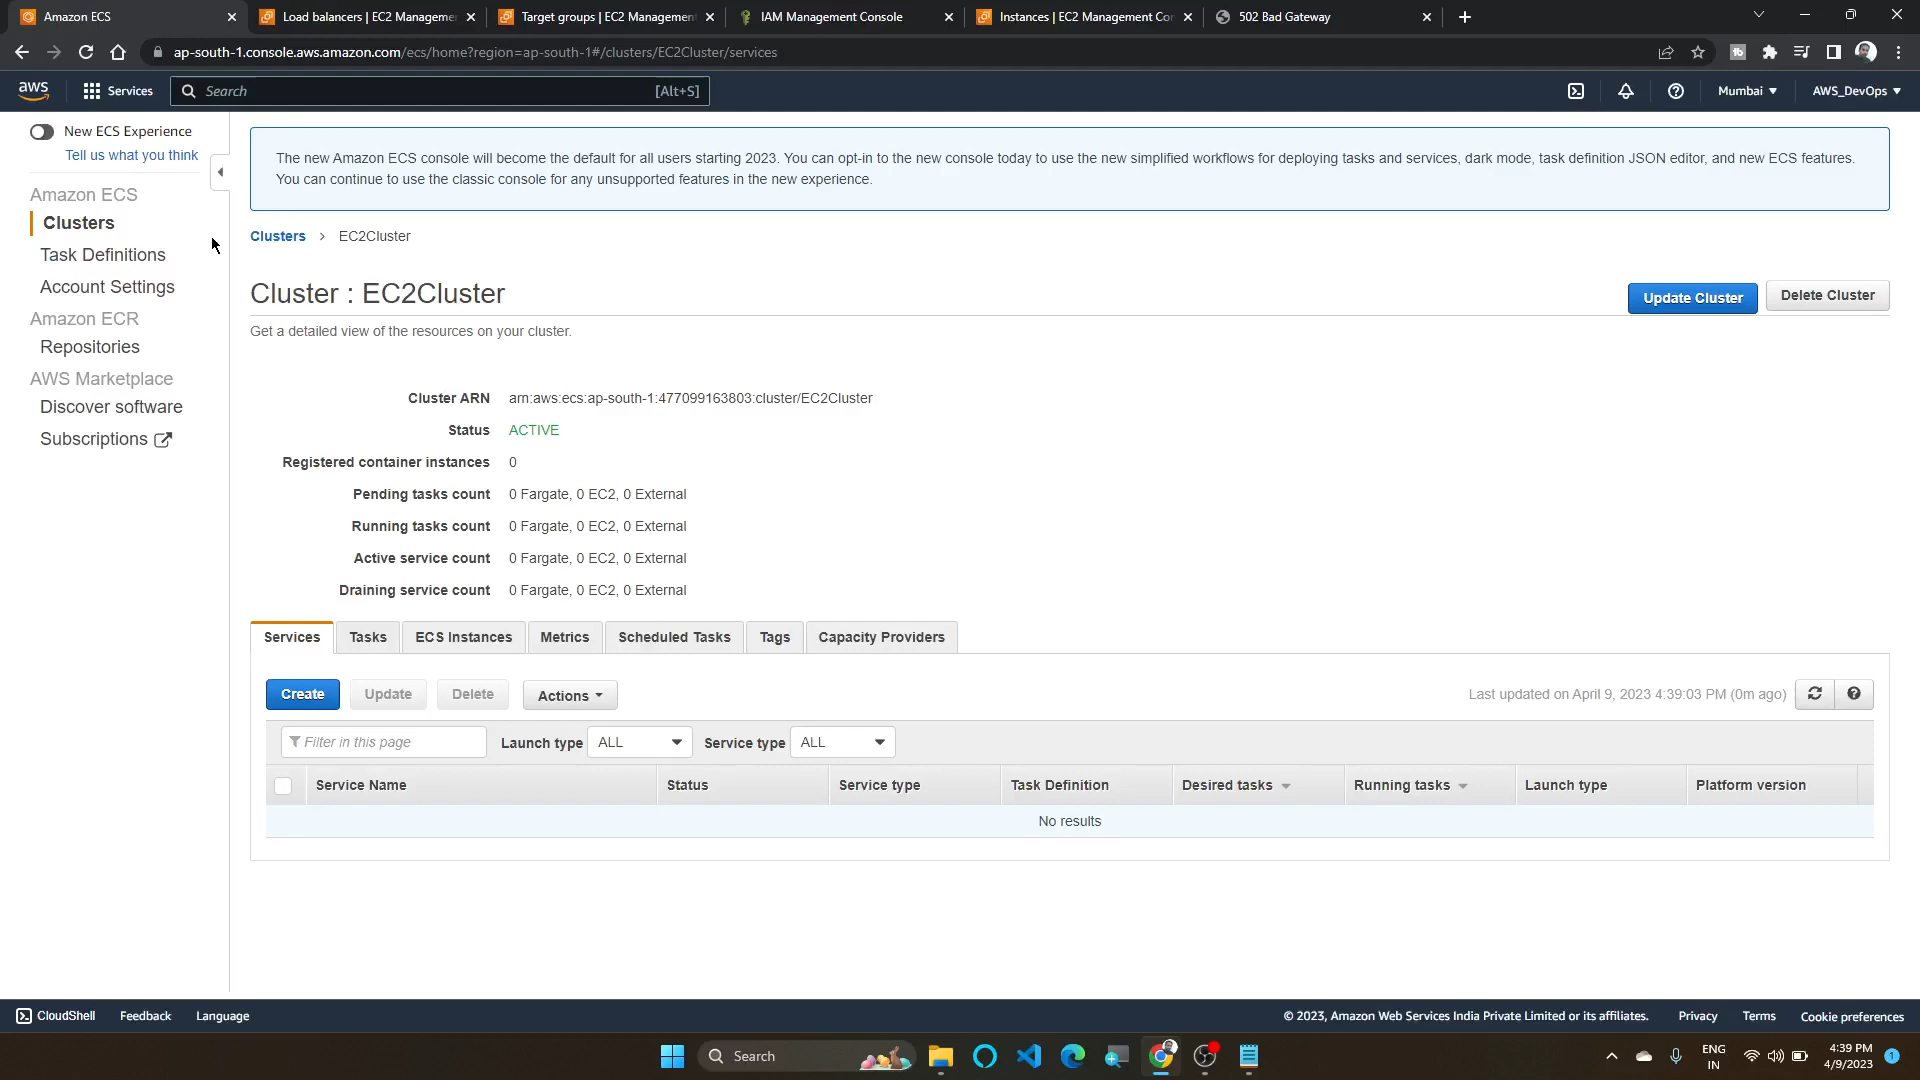 Amazon ECS
Load balancers | EC2 Manageme
Target groups | EC2 Management
IAM Management Console
Instances | EC2 Management Co
502 Bad Gateway
ap-south-1.console.aws.amazon.com/ecs/home?region=ap-south-1#/clusters/EC2Cluster/services
aws
Services
Search
[Alt+S]
Mumbai
AWS_DevOps
New ECS Experience
Tell us what you think
Amazon ECS
Clusters
Task Definitions
Account Settings
Amazon ECR
Repositories
AWS Marketplace
Discover software
Subscriptions
The new Amazon ECS console will become the default for all users starting 2023. You can opt-in to the new console today to use the new simplified workflows for deploying tasks and services, dark mode, task definition JSON editor, and new ECS features.
You can continue to use the classic console for any unsupported features in the new experience.
Clusters > EC2Cluster
Cluster : EC2Cluster
Update Cluster
Delete Cluster
Get a detailed view of the resources on your cluster.
Cluster ARN arn:aws:ecs:ap-south-1:477099163803:cluster/EC2Cluster
Status ACTIVE
Registered container instances 0
Pending tasks count 0 Fargate, 0 EC2, 0 External
Running tasks count 0 Fargate, 0 EC2, 0 External
Active service count 0 Fargate, 0 EC2, 0 External
Draining service count 0 Fargate, 0 EC2, 0 External
Services Tasks ECS Instances Metrics Scheduled Tasks Tags Capacity Providers
Create Update Delete Actions
Last updated on April 9, 2023 4:39:03 PM (0m ago)
Filter in this page Launch type ALL Service type ALL
Service Name Status Service type Task Definition Desired tasks Running tasks Launch type Platform version
No results
CloudShell Feedback Language
© 2023, Amazon Web Services India Private Limited or its affiliates. Privacy Terms Cookie preferences
Search
ENG
IN
4:39 PM
4/9/2023
1